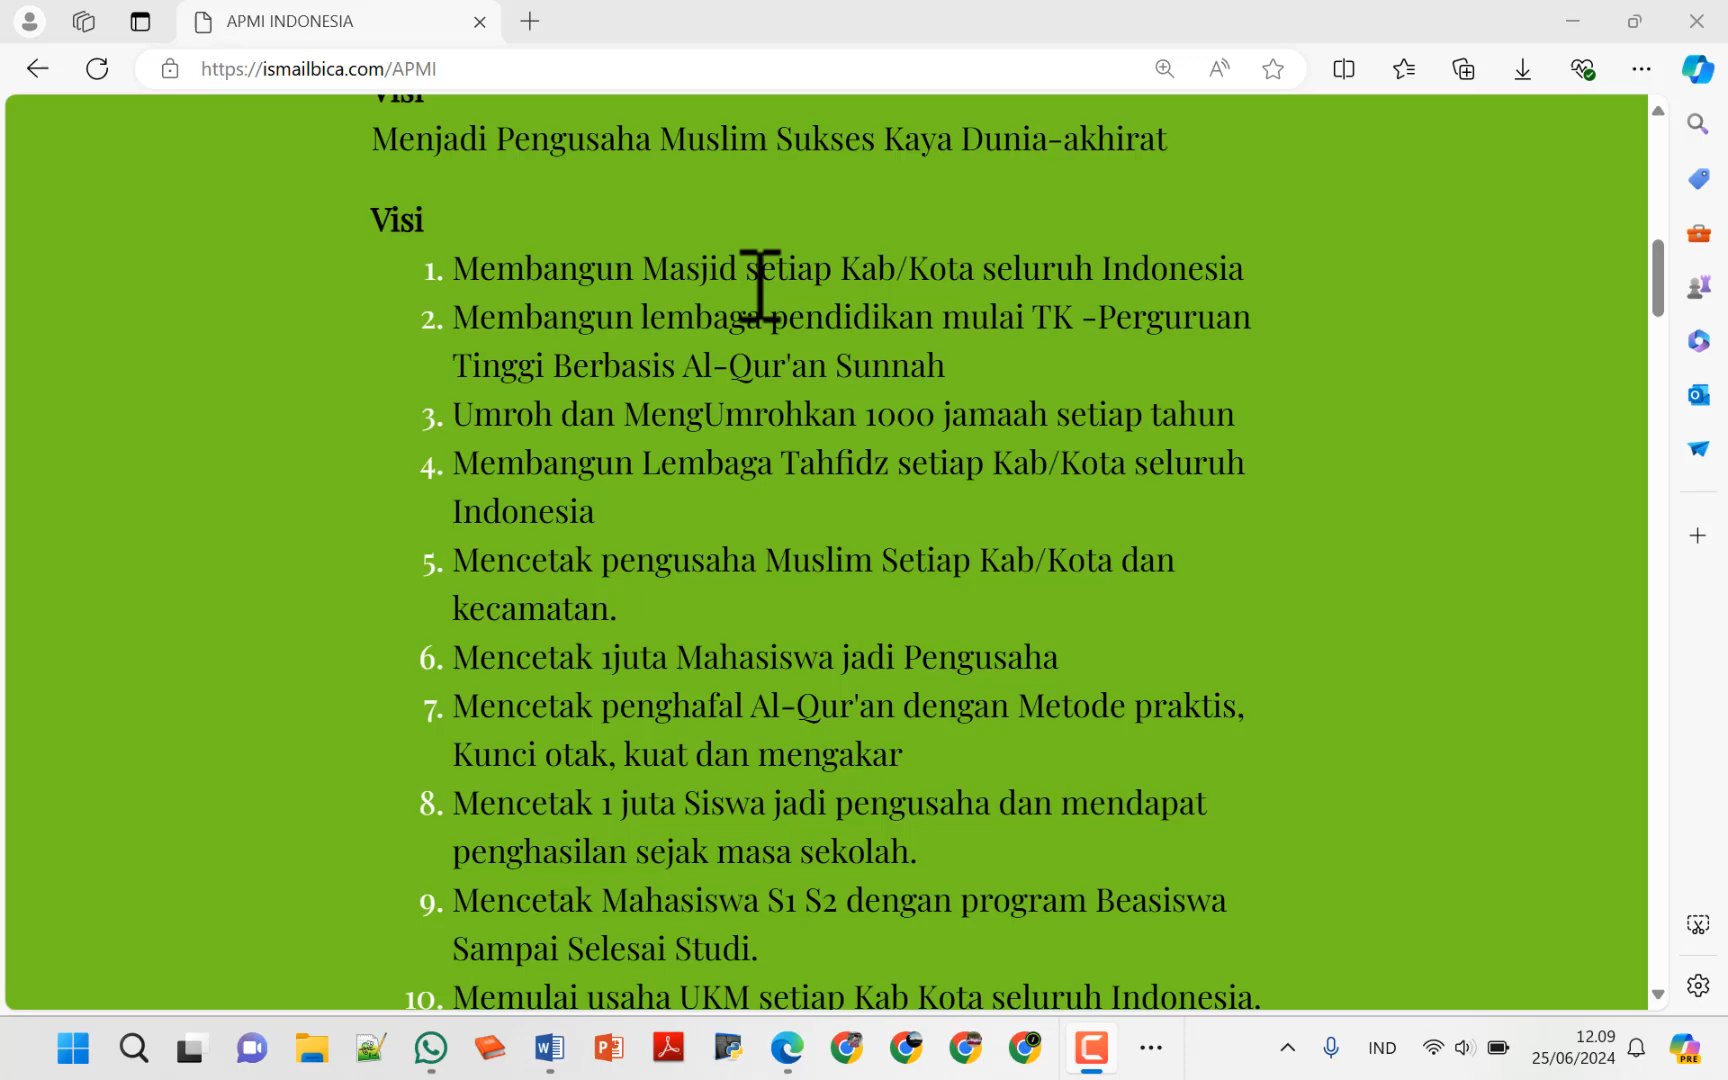 APMI INDONESIA
https://ismailbica.com/APMI
Visi
Menjadi Pengusaha Muslim Sukses Kaya Dunia-akhirat
Visi
1. Membangun Masjid setiap Kab/Kota seluruh Indonesia
2. Membangun lembaga pendidikan mulai TK -Perguruan
Tinggi Berbasis Al-Qur'an Sunnah
3. Umroh dan MengUmrohkan 1000 jamaah setiap tahun
4. Membangun Lembaga Tahfidz setiap Kab/Kota seluruh
Indonesia
5. Mencetak pengusaha Muslim Setiap Kab/Kota dan
kecamatan.
6. Mencetak 1juta Mahasiswa jadi Pengusaha
7. Mencetak penghafal Al-Qur'an dengan Metode praktis,
Kunci otak, kuat dan mengakar
8. Mencetak 1 juta Siswa jadi pengusaha dan mendapat
penghasilan sejak masa sekolah.
9. Mencetak Mahasiswa S1 S2 dengan program Beasiswa
Sampai Selesai Studi.
10. Memulai usaha UKM setiap Kab Kota seluruh Indonesia.
IND
12.09
25/06/2024
PRE